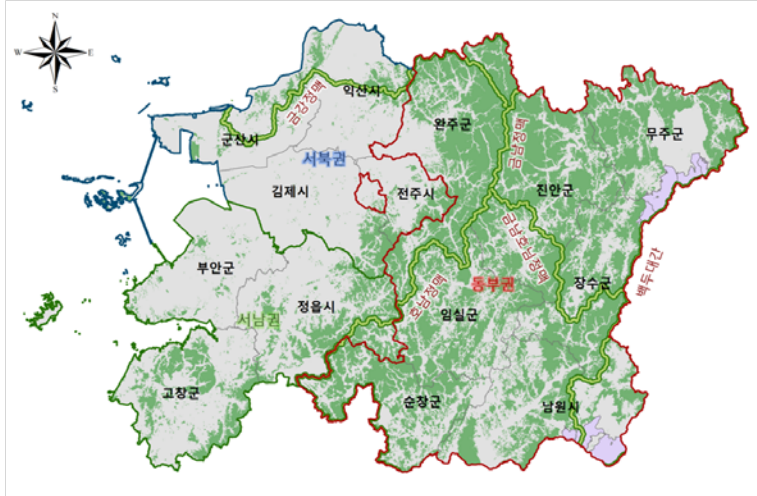 N
W
E
S
익산시
금강정맥
군산시
완주군
금남정맥
무주군
서북권
김제시
전주시
진안군
금남호남정맥
부안군
호남정맥
동부권
장수군
백두대간
정읍시
서남권
임실군
고창군
순창군
남원시